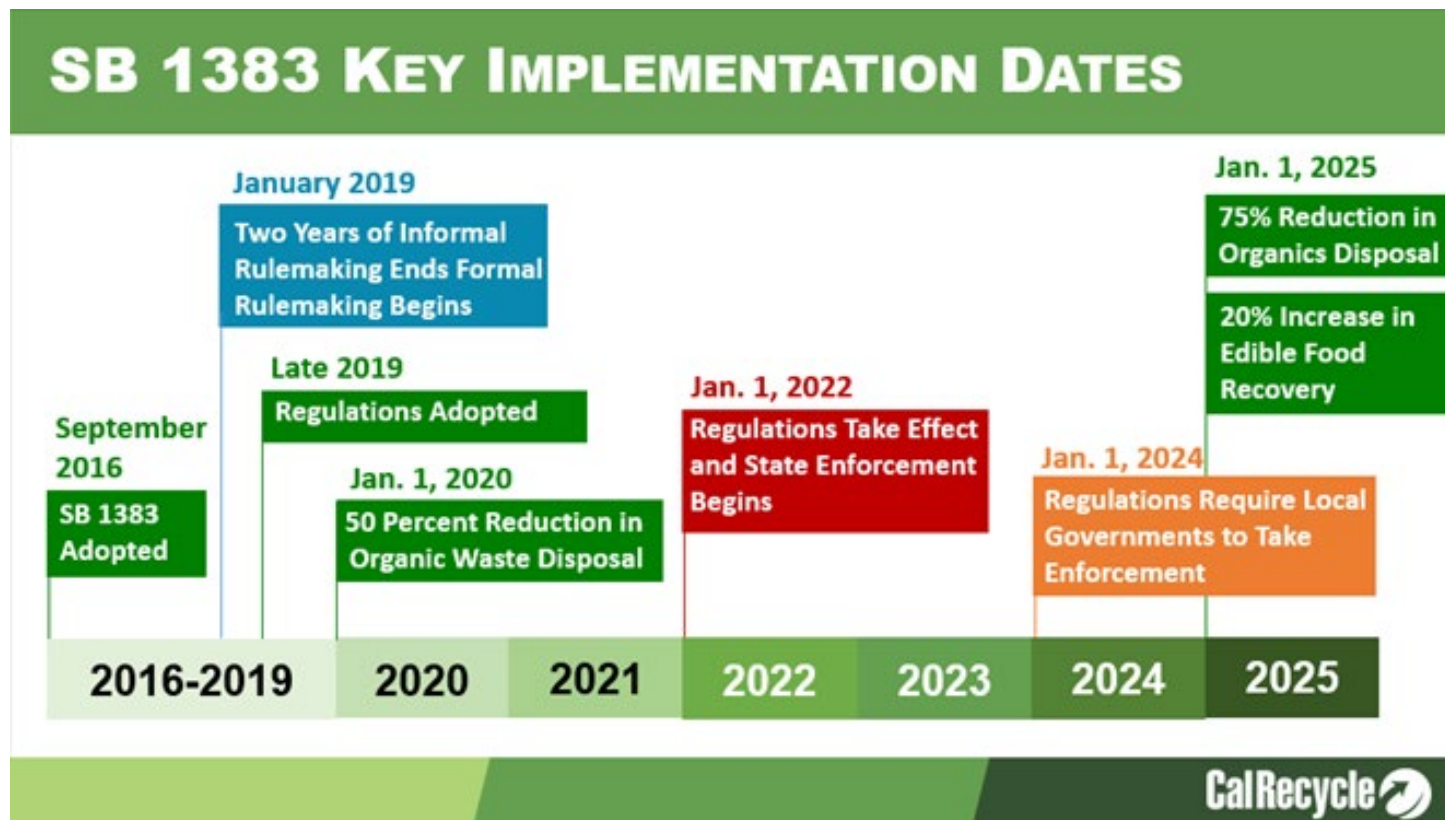 SB 1383 KEY IMPLEMENTATION DATES
January 2019
Two Years of Informal
Rulemaking Ends Formal
Rulemaking Begins
Late 2019
Regulations Adopted
September
2016
SB 1383
Adopted
Jan. 1, 2020
50 Percent Reduction in
Organic Waste Disposal
Jan. 1, 2022
Regulations Take Effect
and State Enforcement
Begins
Jan. 1, 2024
Regulations Require Local
Governments to Take
Enforcement
Jan. 1, 2025
75% Reduction in
Organics Disposal
20% Increase in
Edible Food
Recovery
2016-2019 2020 2021 2022 2023 2024 2025
CalRecycle